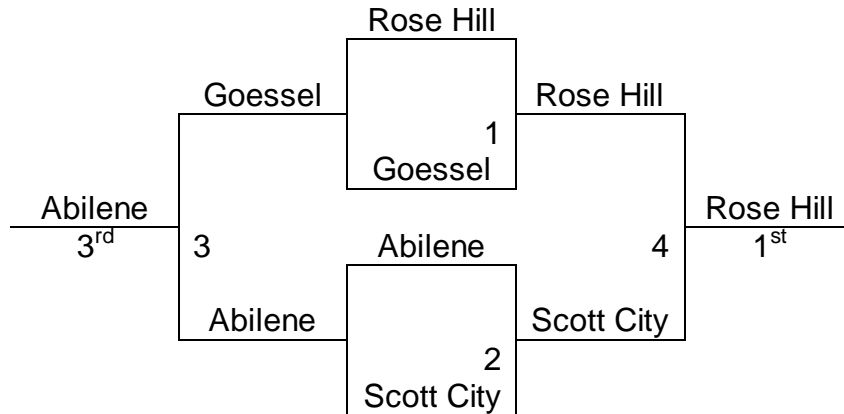 Rose Hill
Goessel Rose Hill
1
Goessel
Abilene Rose Hill
3rd 3 Abilene 4 1st
Abilene Scott City
2
Scott City